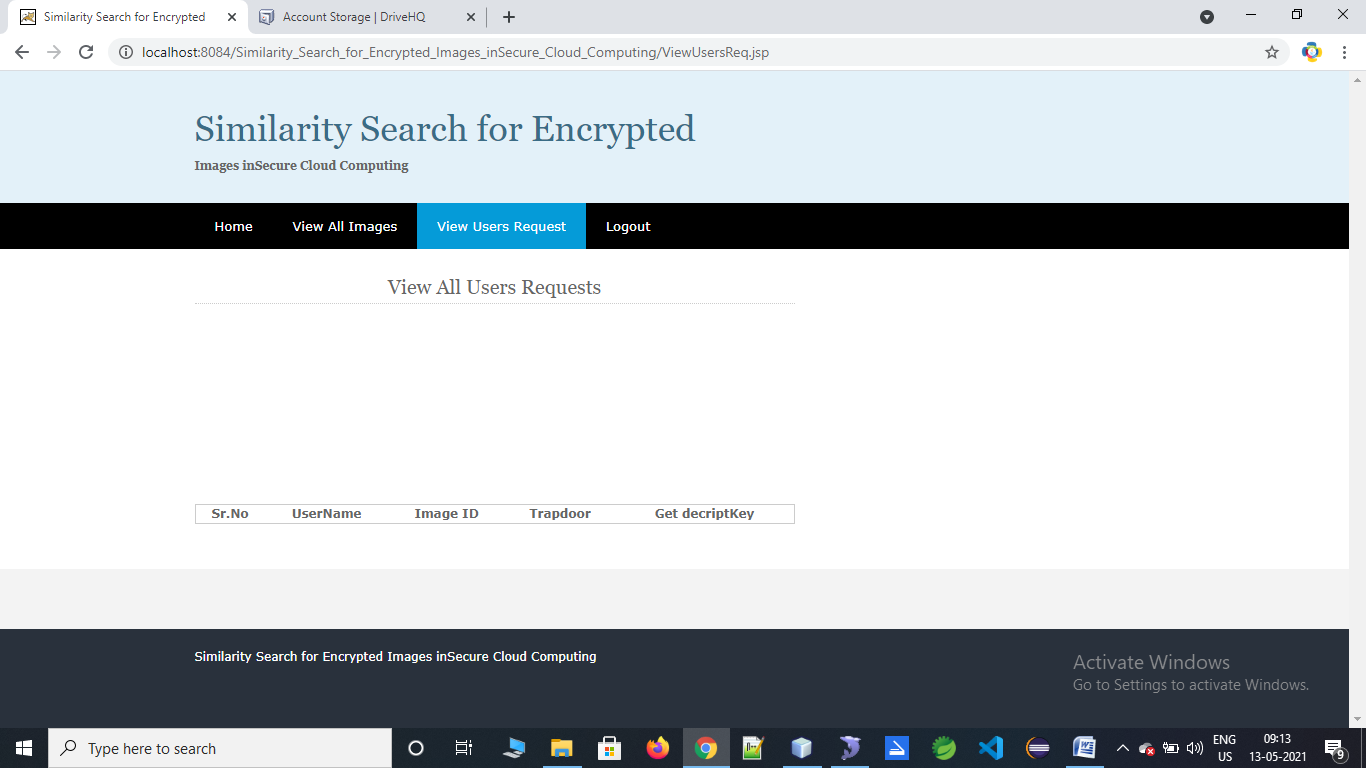 Similarity Search for Encrypted
Account Storage | DriveHQ
localhost:8084/Similarity_Search_for_Encrypted_Images_inSecure_Cloud_Computing/ViewUsersReq.jsp
Similarity Search for Encrypted
Images inSecure Cloud Computing
Home View All Images View Users Request Logout
View All Users Requests
Sr.No UserName Image ID Trapdoor Get decriptKey
Similarity Search for Encrypted Images inSecure Cloud Computing
Activate Windows
Go to Settings to activate Windows.
Type here to search
ENG
US
09:13
13-05-2021
9